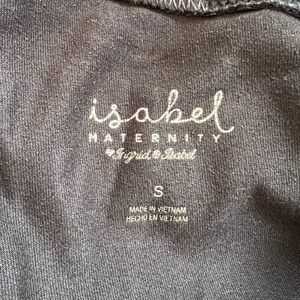 isabel
MATERNITY
by Ingrid & Isabel
S
MADE IN VIETNAM
HECHO EN VIETNAM